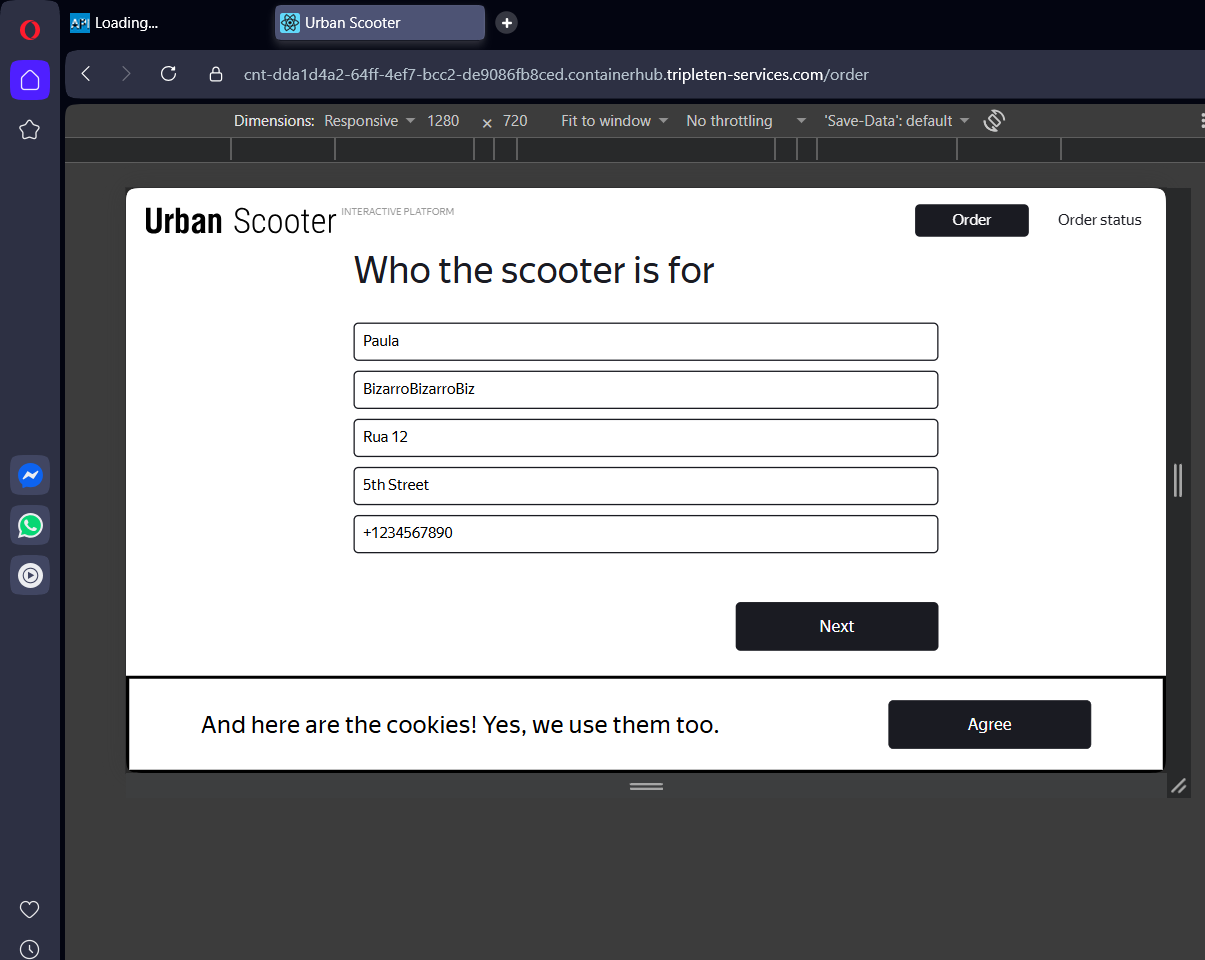 Loading...
Urban Scooter
cnt-dda1d4a2-64ff-4ef7-bcc2-de9086fb8ced.containerhub.tripleten-services.com/order
Dimensions: Responsive 1280 × 720 Fit to window No throttling 'Save-Data': default
Urban Scooter INTERACTIVE PLATFORM
Order
Order status
Who the scooter is for
Paula
BizarroBizarroBiz
Rua 12
5th Street
+1234567890
Next
And here are the cookies! Yes, we use them too.
Agree